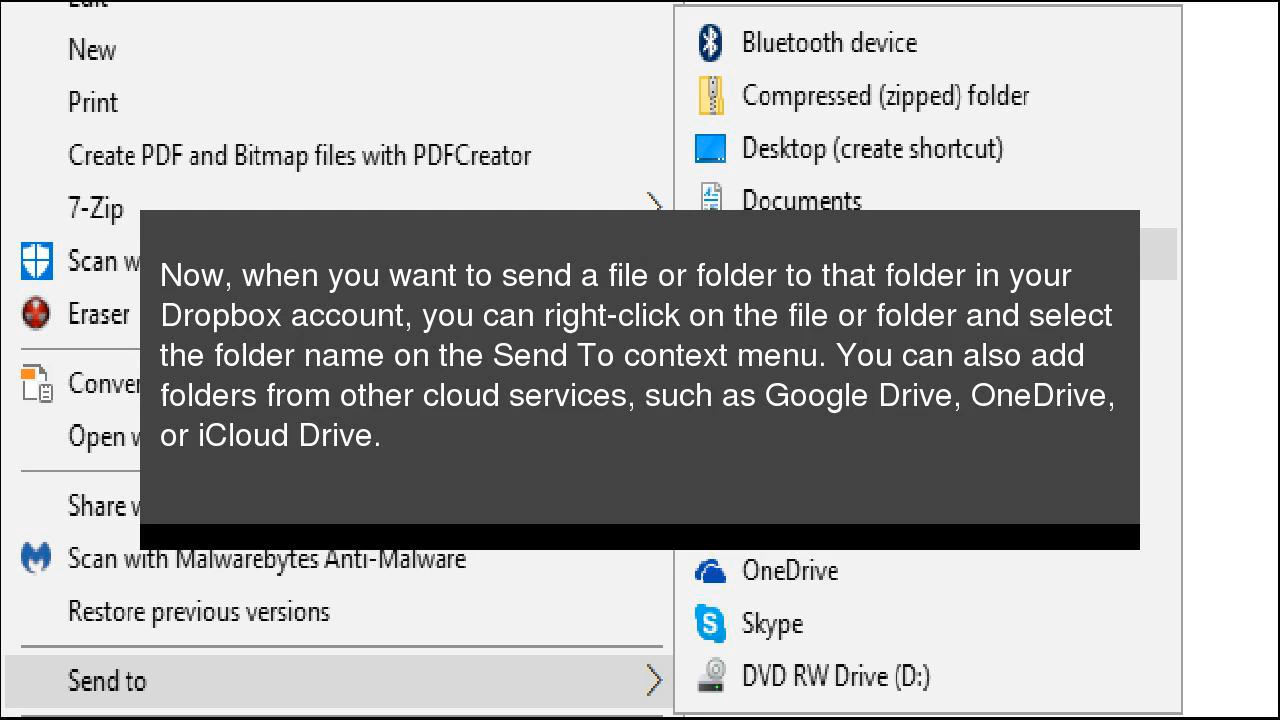 Edit
New
Print
Create PDF and Bitmap files with PDFCreator
7-Zip
Scan w
Eraser
Conver
Open w
Share w
Scan with Malwarebytes Anti-Malware
Restore previous versions
Send to
Bluetooth device
Compressed (zipped) folder
Desktop (create shortcut)
Documents
Now, when you want to send a file or folder to that folder in your
Dropbox account, you can right-click on the file or folder and select
the folder name on the Send To context menu. You can also add
folders from other cloud services, such as Google Drive, OneDrive,
or iCloud Drive.
OneDrive
Skype
DVD RW Drive (D:)